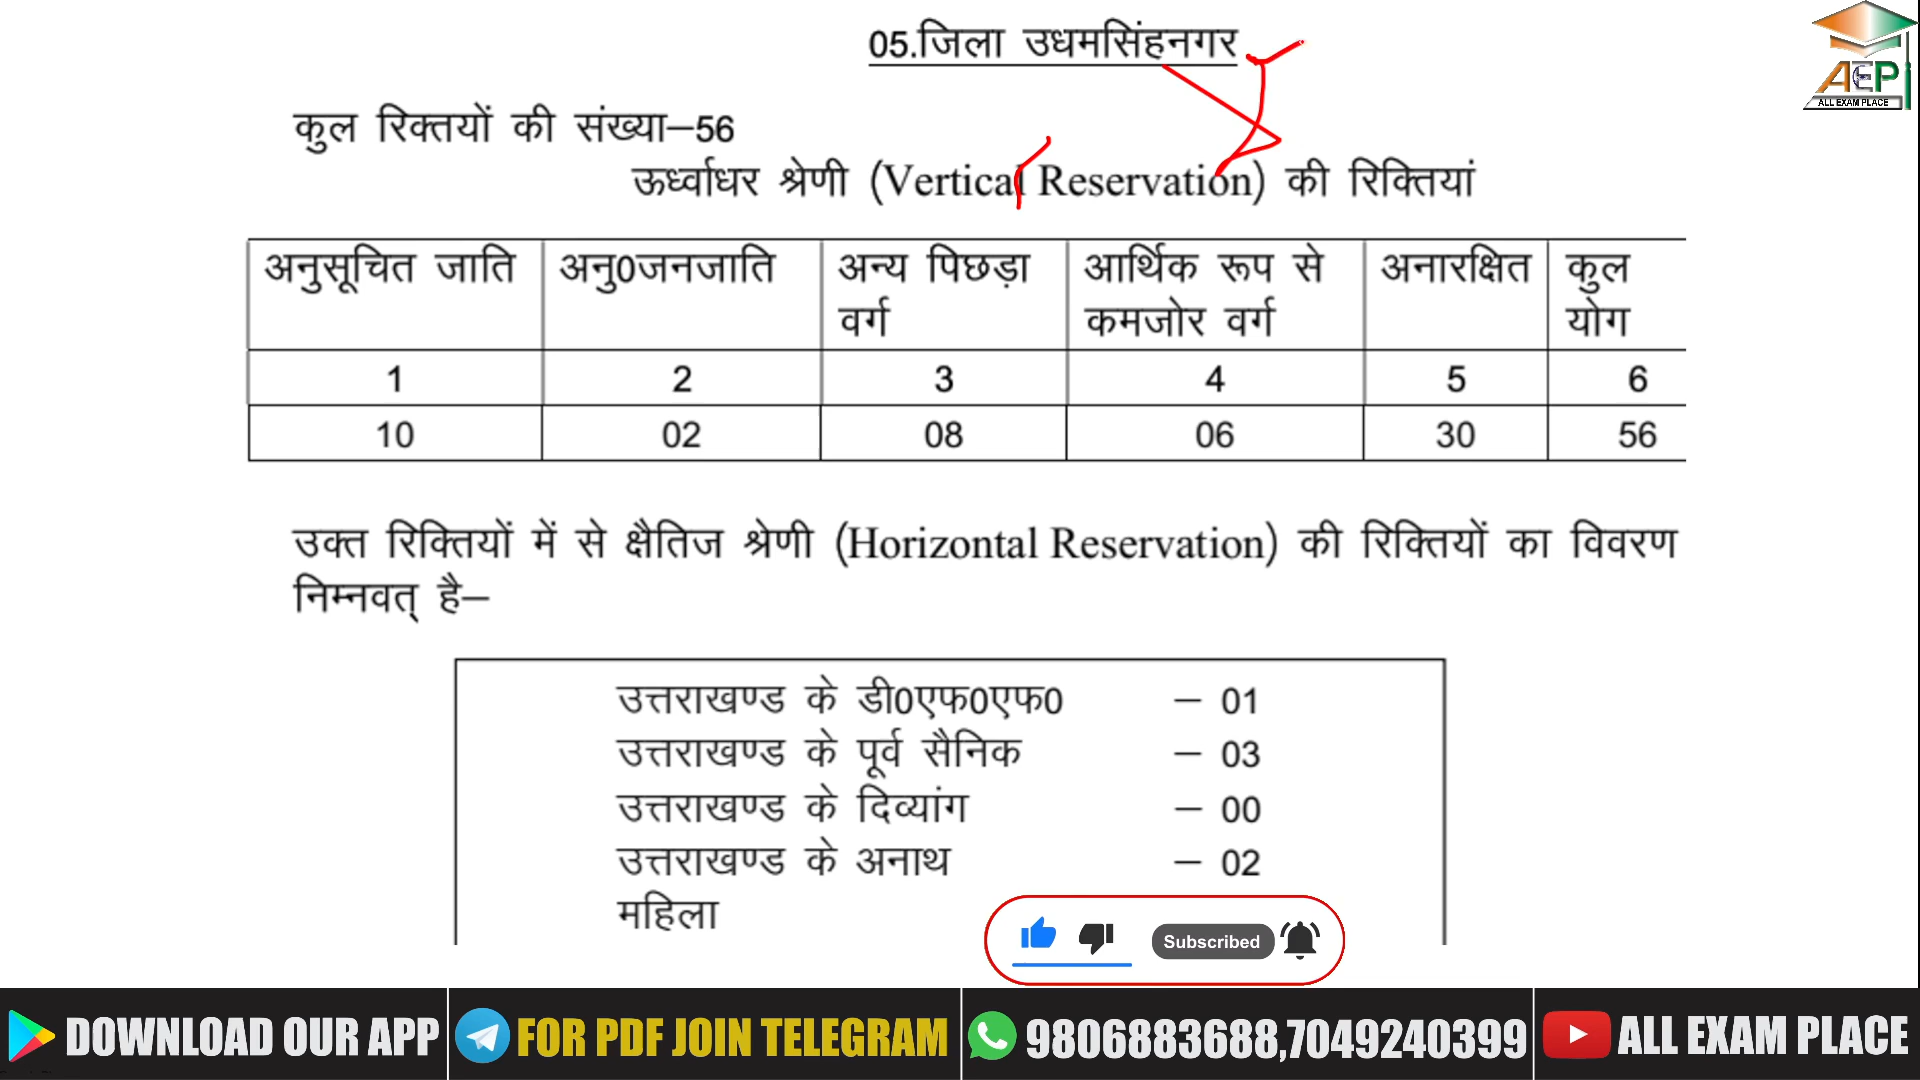 05.जिला उधमसिंहनगर
AEP
ALL EXAM PLACE
कुल रिक्तियों की संख्या–56
ऊर्ध्वाधर श्रेणी (Vertical Reservation) की रिक्तियां
अनुसूचित जाति अनु0जनजाति अन्य पिछड़ा वर्ग आर्थिक रूप से कमजोर वर्ग अनारक्षित कुल योग
1 2 3 4 5 6
10 02 08 06 30 56
उक्त रिक्तियों में से क्षैतिज श्रेणी (Horizontal Reservation) की रिक्तियों का विवरण
निम्नवत् है–
उत्तराखण्ड के डी0एफ0एफ0 – 01
उत्तराखण्ड के पूर्व सैनिक – 03
उत्तराखण्ड के दिव्यांग – 00
उत्तराखण्ड के अनाथ – 02
महिला
Subscribed
DOWNLOAD OUR APP FOR PDF JOIN TELEGRAM 9806883688,7049240399 ALL EXAM PLACE